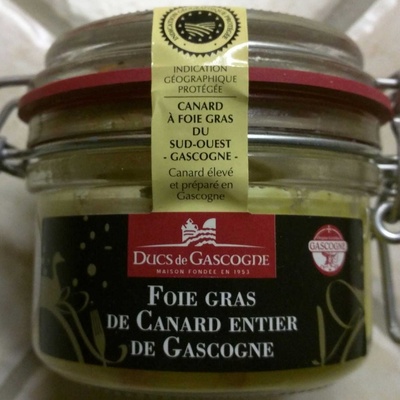 INDICATION
GÉOGRAPHIQUE
PROTÉGÉE
CANARD
À FOIE GRAS
DU
SUD-OUEST
- GASCOGNE -
Canard élevé
et préparé en
Gascogne
DUCS DE GASCOGNE
MAISON FONDÉE EN 1953
GASCOGNE
FOIE GRAS
DE CANARD ENTIER
DE GASCOGNE